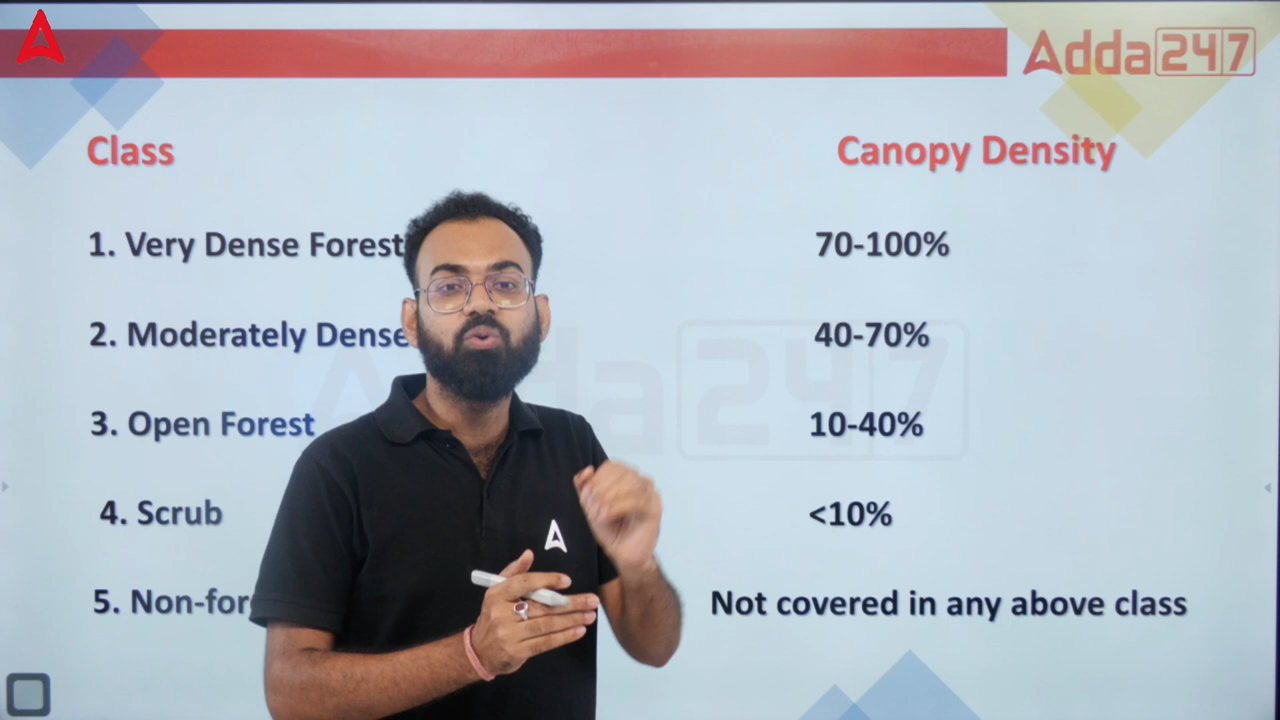 Adda247
Class Canopy Density
1. Very Dense Forest 70-100%
2. Moderately Dense 40-70%
3. Open Forest 10-40%
4. Scrub <10%
5. Non-for Not covered in any above class
Adda247